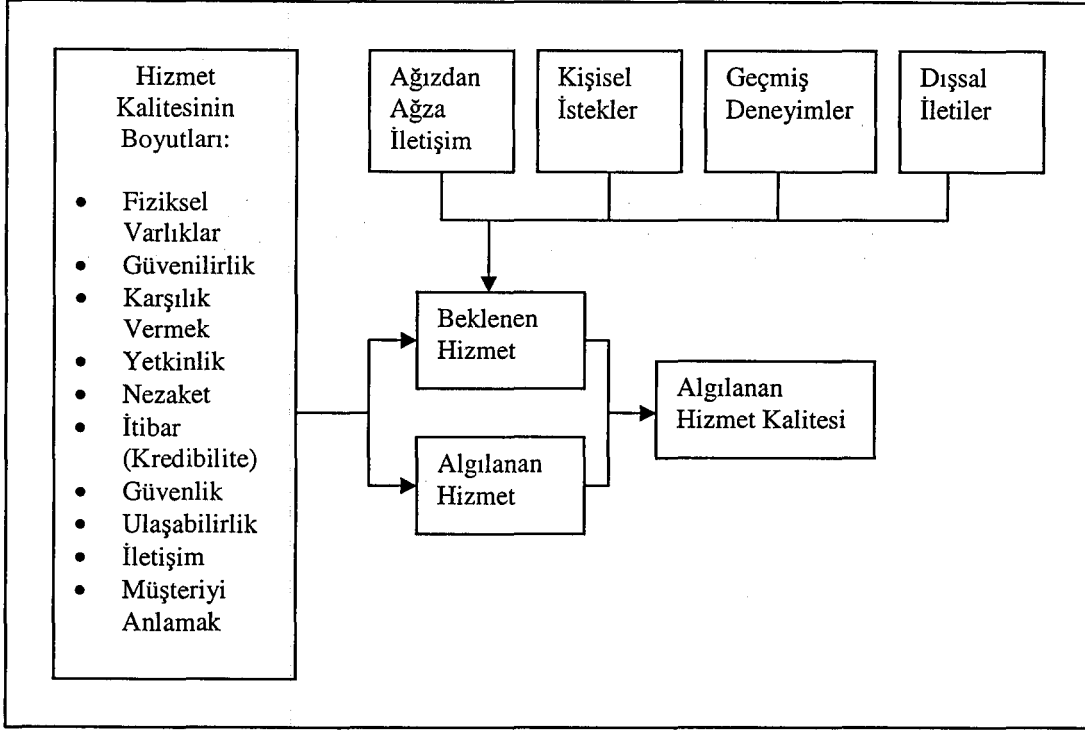 Hizmet
Kalitesinin
Boyutları:
• Fiziksel
Varlıklar
• Güvenilirlik
• Karşılık
Vermek
• Yetkinlik
• Nezaket
• İtibar
(Kredibilite)
• Güvenlik
• Ulaşabilirlik
• İletişim
• Müşteriyi
Anlamak
Ağızdan
Ağza
İletişim
Kişisel
İstekler
Geçmiş
Deneyimler
Dışsal
İletiler
Beklenen
Hizmet
Algılanan
Hizmet
Algılanan
Hizmet Kalitesi